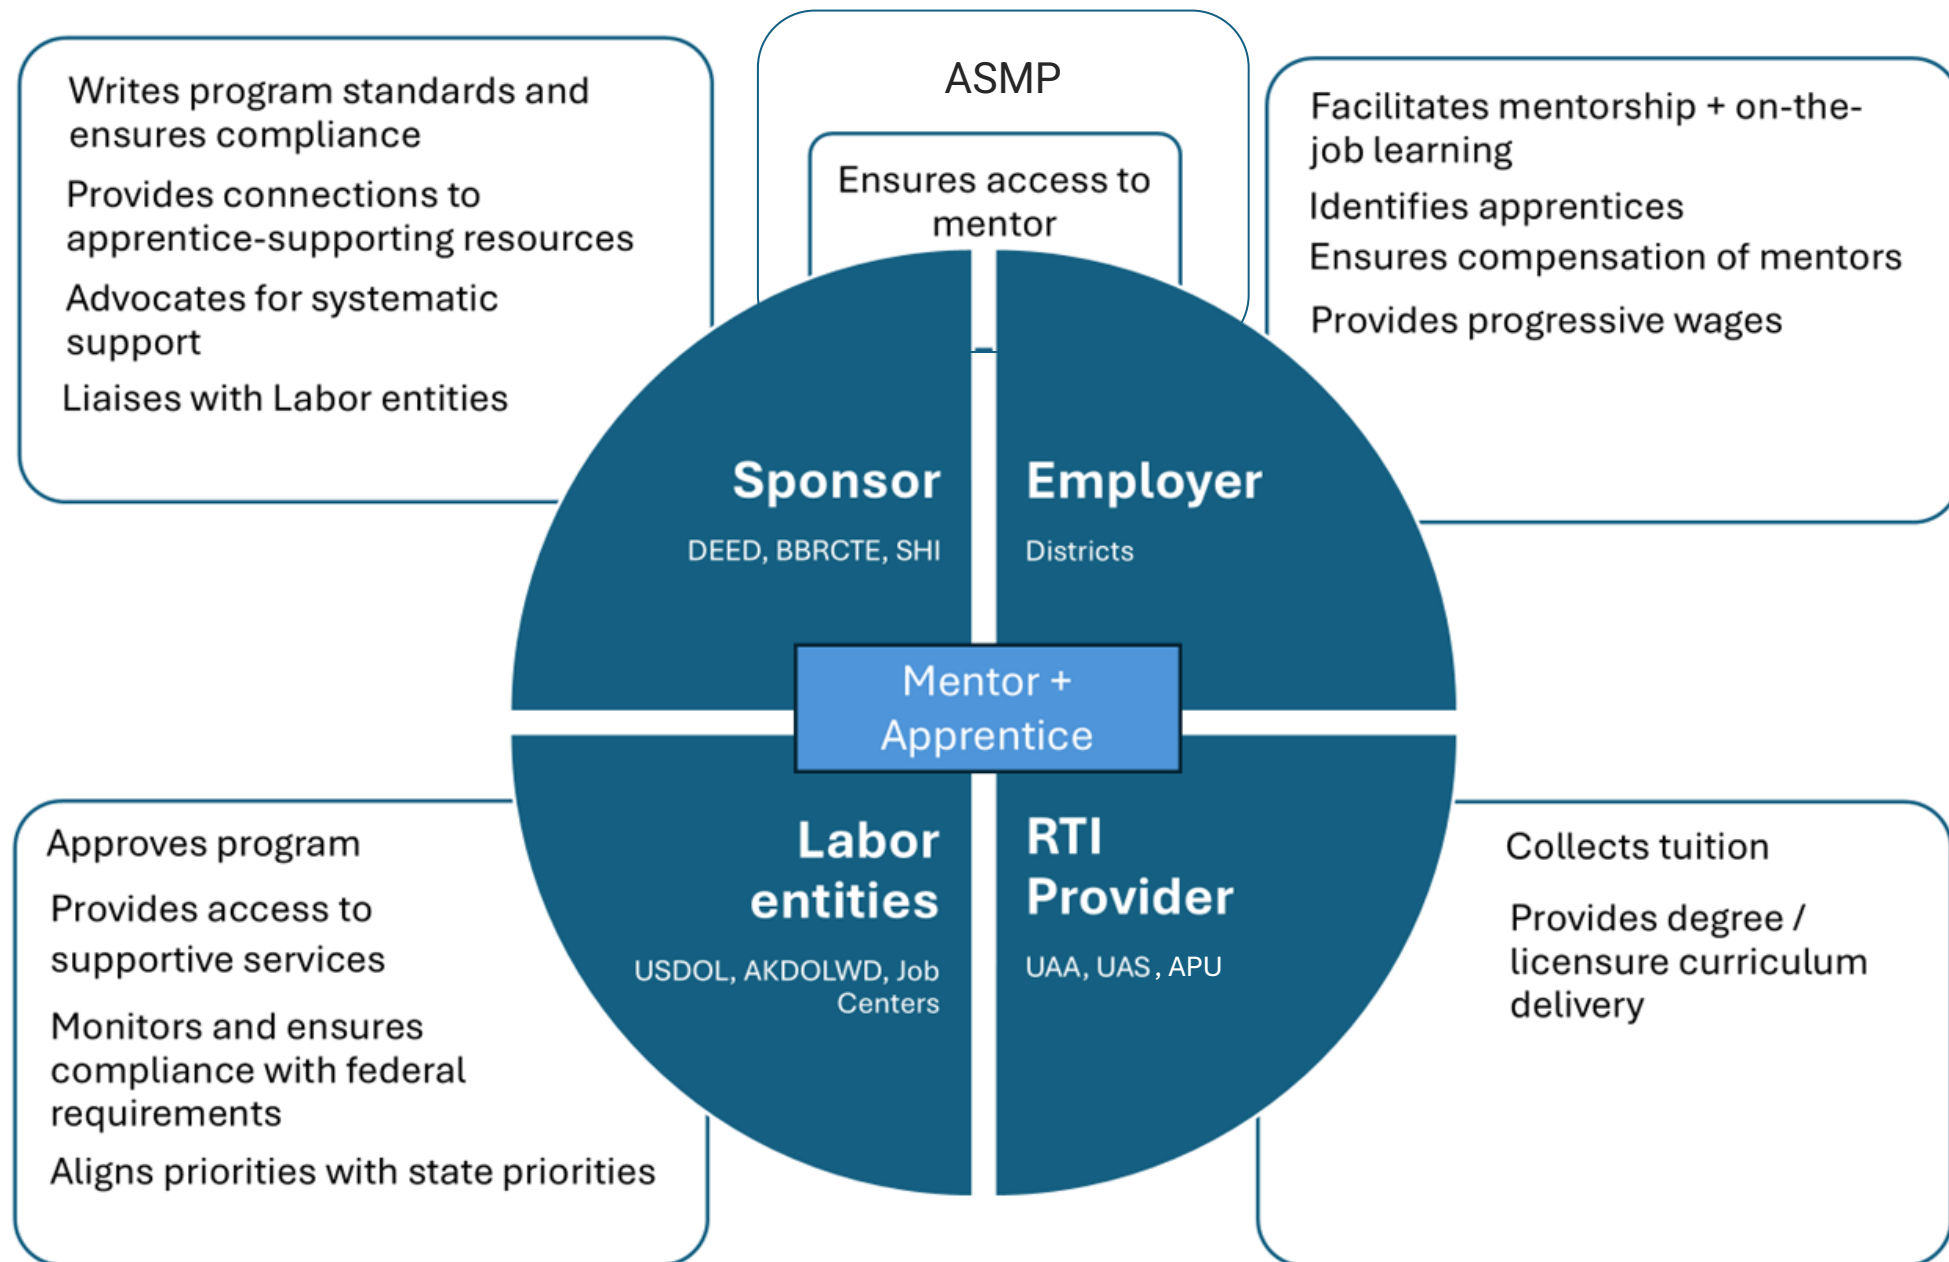 Writes program standards and
ensures compliance
Provides connections to
apprentice-supporting resources
Advocates for systematic
support
Liaises with Labor entities
ASMP
Ensures access to
mentor
Facilitates mentorship + on-the-
job learning
Identifies apprentices
Ensures compensation of mentors
Provides progressive wages
Sponsor
DEED, BBRCTE, SHI
Employer
Districts
Mentor +
Apprentice
Labor
entities
USDOL, AKDOLWD, Job
Centers
RTI
Provider
UAA, UAS, APU
Approves program
Provides access to
supportive services
Monitors and ensures
compliance with federal
requirements
Aligns priorities with state priorities
Collects tuition
Provides degree /
licensure curriculum
delivery